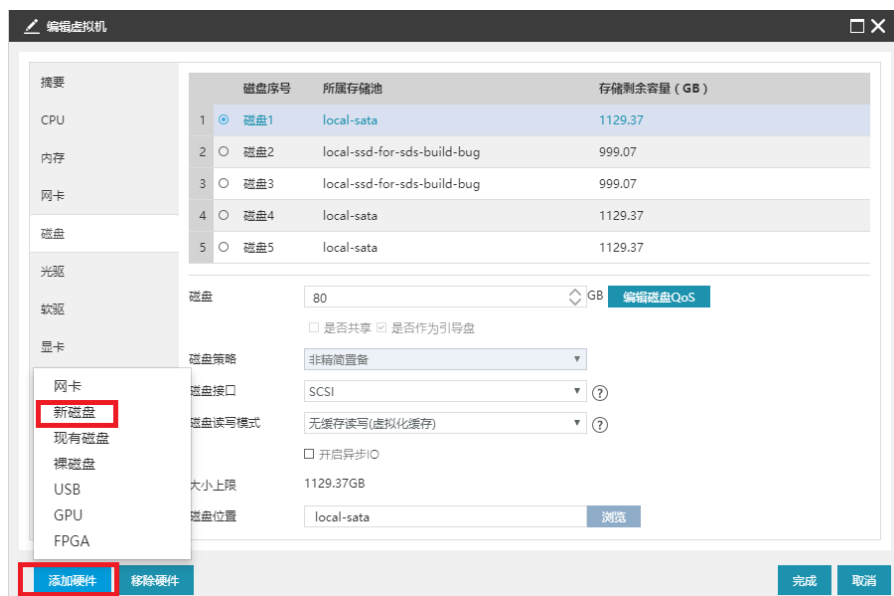 编辑虚拟机
摘要
CPU
内存
网卡
磁盘
光驱
软驱
显卡
磁盘序号 所属存储池 存储剩余容量（GB）
1 磁盘1 local-sata 1129.37
2 磁盘2 local-ssd-for-sds-build-bug 999.07
3 磁盘3 local-ssd-for-sds-build-bug 999.07
4 磁盘4 local-sata 1129.37
5 磁盘5 local-sata 1129.37
磁盘 80 GB 编辑磁盘QoS
是否共享 是否作为引导盘
磁盘策略 非精简置备
磁盘接口 SCSI ?
磁盘读写模式 无缓存读写(虚拟化缓存) ?
开启异步IO
大小上限 1129.37GB
磁盘位置 local-sata 浏览
网卡
新磁盘
现有磁盘
裸磁盘
USB
GPU
FPGA
添加硬件 移除硬件 完成 取消